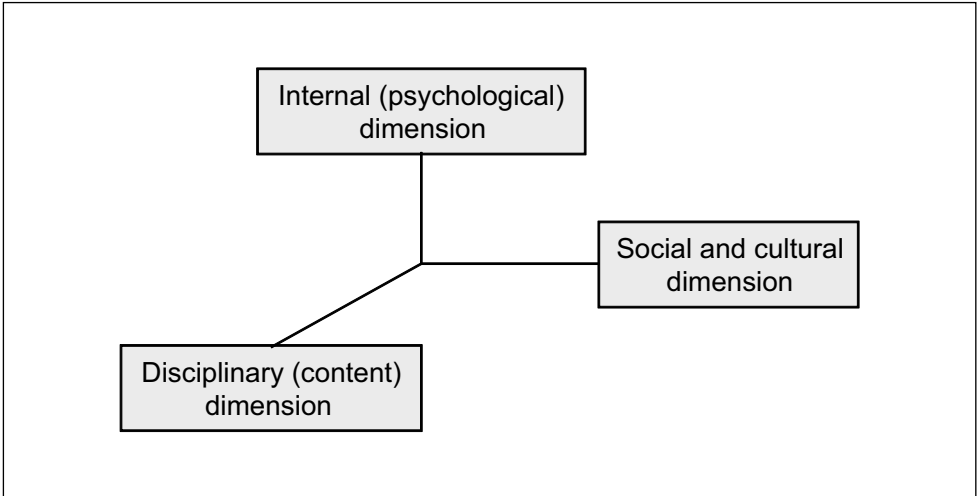 Internal (psychological)
dimension
Social and cultural
dimension
Disciplinary (content)
dimension